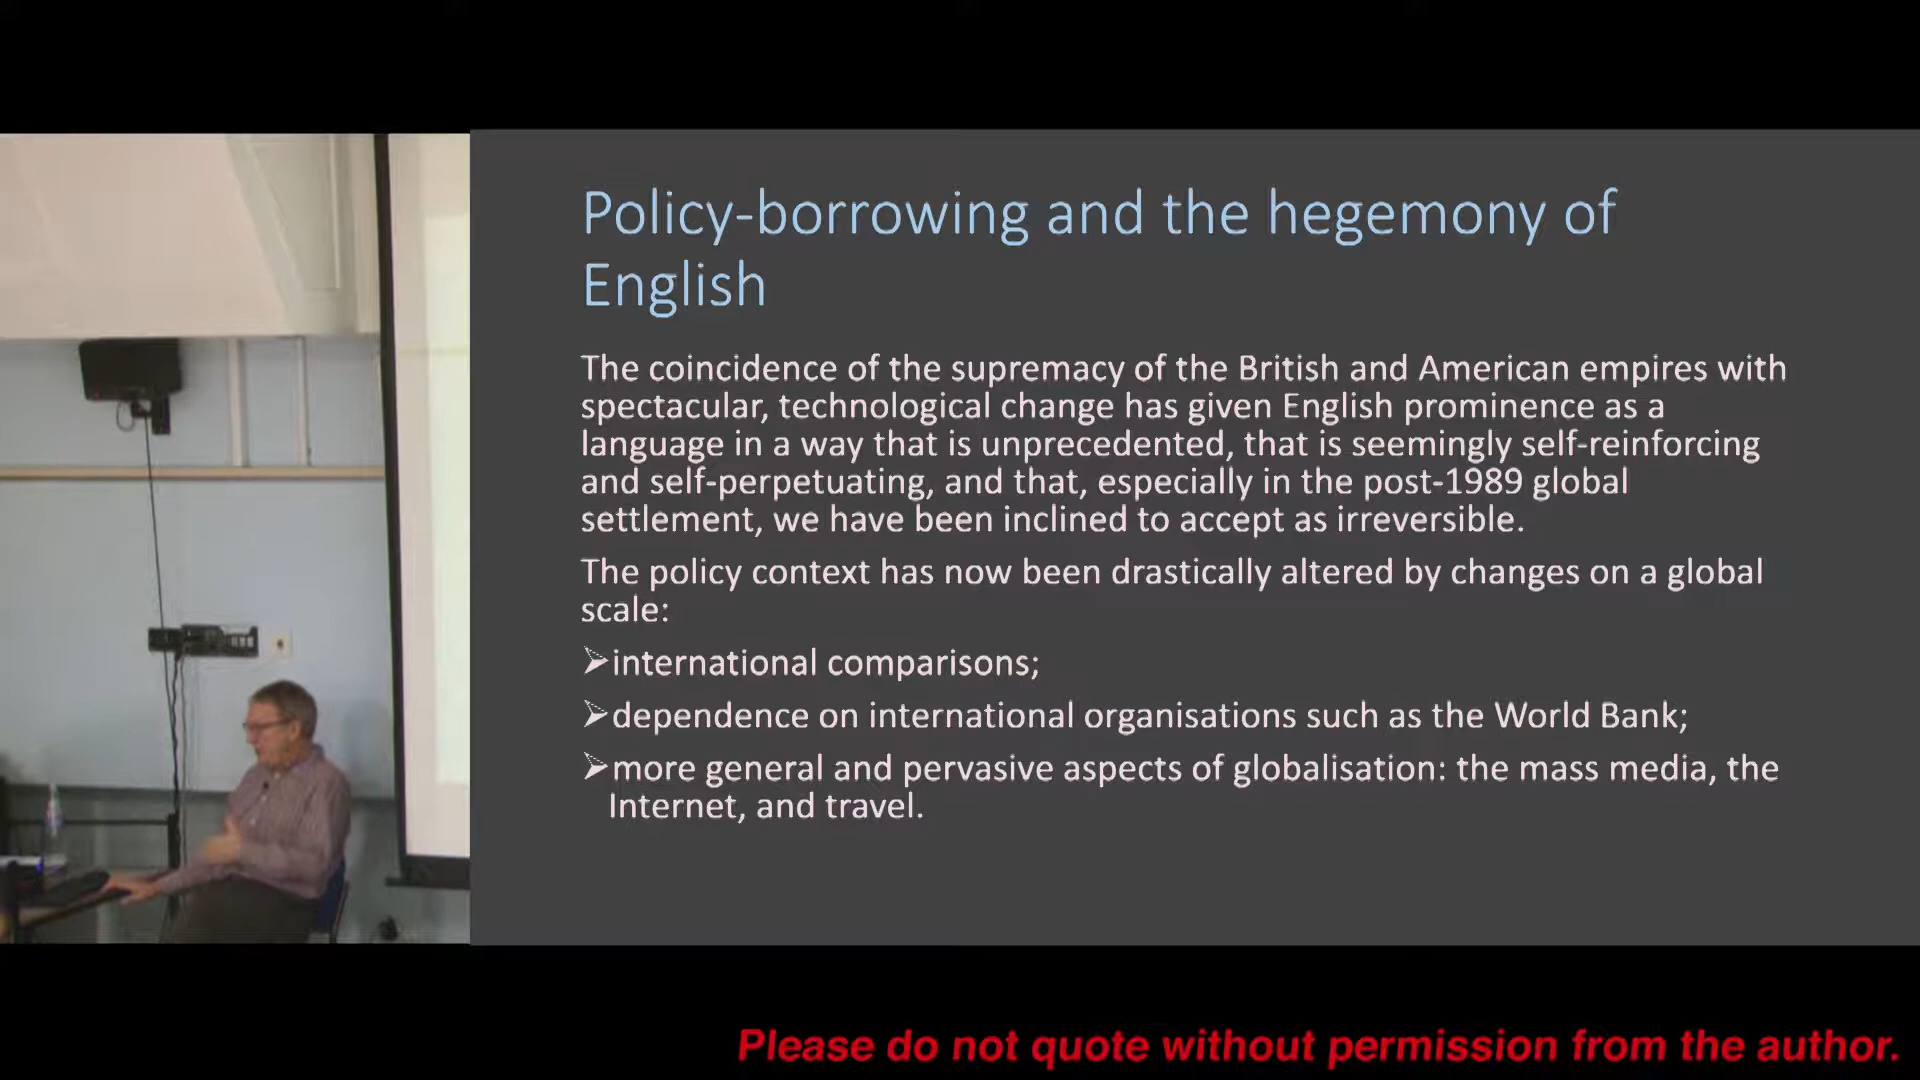 Policy-borrowing and the hegemony of
English
The coincidence of the supremacy of the British and American empires with
spectacular, technological change has given English prominence as a
language in a way that is unprecedented, that is seemingly self-reinforcing
and self-perpetuating, and that, especially in the post-1989 global
settlement, we have been inclined to accept as irreversible.
The policy context has now been drastically altered by changes on a global
scale:
➢international comparisons;
➢dependence on international organisations such as the World Bank;
➢more general and pervasive aspects of globalisation: the mass media, the
Internet, and travel.
Please do not quote without permission from the author.